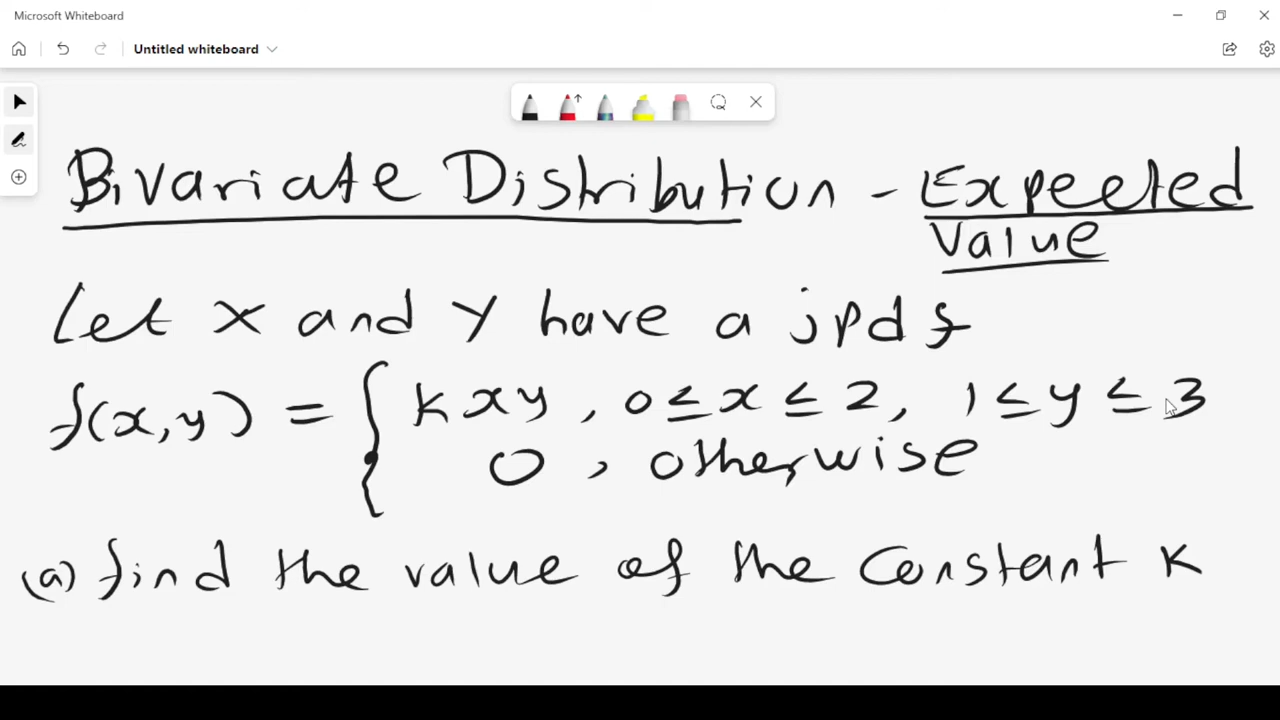 Microsoft Whiteboard
Untitled whiteboard
Bivariate Distribution - Expected
Value
Let X and Y have a jpdf
f(x,y) = { kxy , 0 ≤ x ≤ 2, 1 ≤ y ≤ 3
0 , otherwise
(a) find the value of the constant k